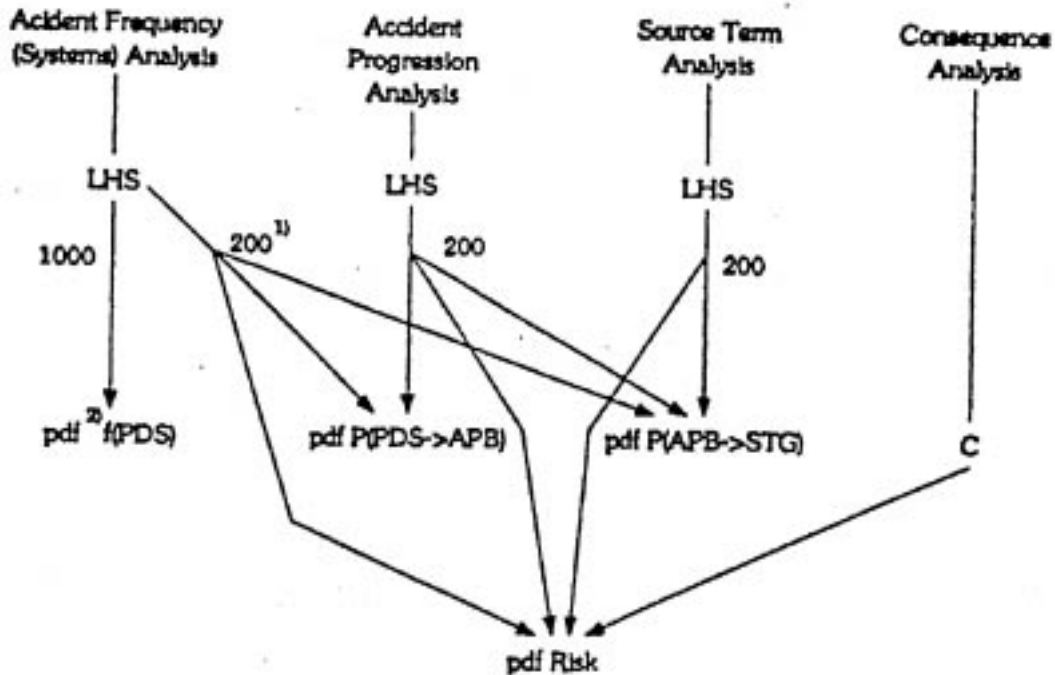 Acident Frequency
(Systems) Analysis
Accident
Progression
Analysis
Source Term
Analysis
Consequence
Analysis
LHS
LHS
LHS
1000
200 1)
200
200
pdf 2) f(PDS)
pdf P(PDS->APB)
pdf P(APB->STG)
C
pdf Risk